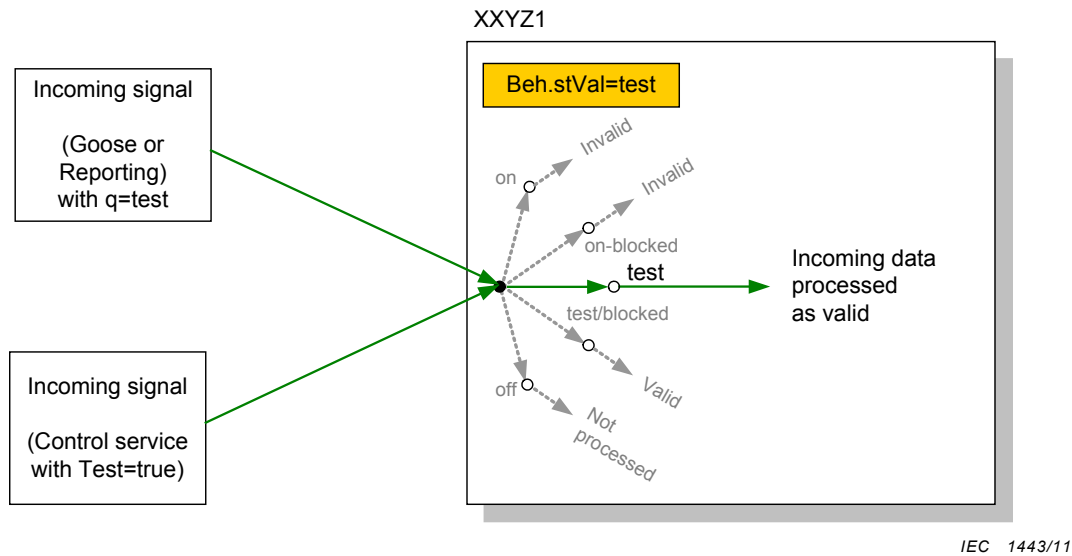 XXYZ1
Incoming signal
(Goose or
Reporting)
with q=test
Beh.stVal=test
on
Invalid
Invalid
on-blocked
test
Incoming data
processed
as valid
test/blocked
Valid
off
Not
processed
Incoming signal
(Control service
with Test=true)
IEC 1443/11